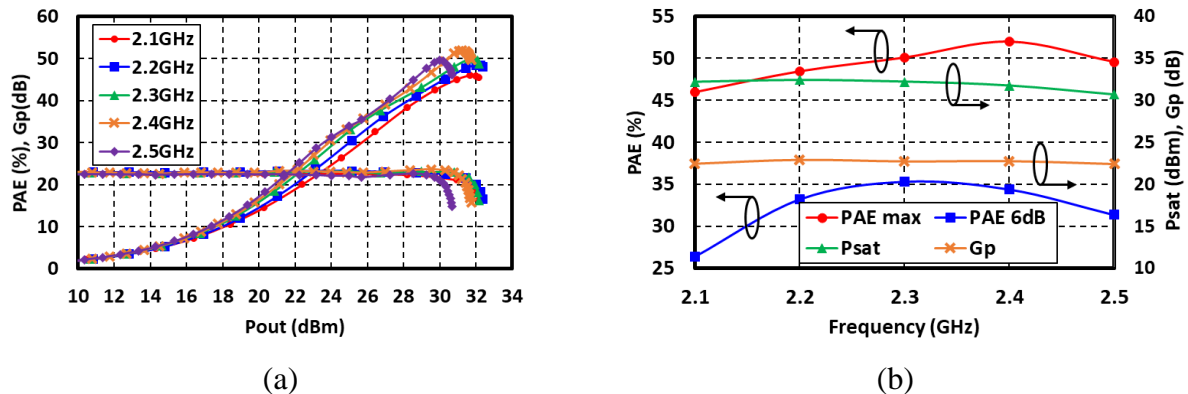 PAE (%), Gp(dB)
60
50
40
30
20
10
0
2.1GHz
2.2GHz
2.3GHz
2.4GHz
2.5GHz
10 12 14 16 18 20 22 24 26 28 30 32 34
Pout (dBm)
(a)
PAE (%)
55%
50%
45%
40%
35%
30%
25%
PAE max PAE 6dB
Psat Gp
40
35
30
25
20
15
10
Psat (dBm), Gp (dB)
2.1 2.2 2.3 2.4 2.5
Frequency (GHz)
(b)